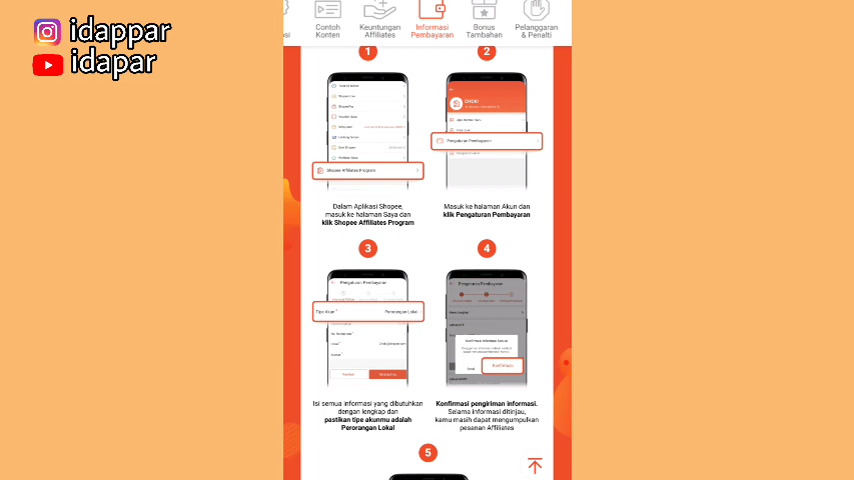 idappar
idapar
Contoh
Konten
Keuntungan
Affiliates
Informasi
Pembayaran
Bonus
Tambahan
Pelanggaran
& Penalti
1
2
Shopee Affiliates Program
Pengaturan Pembayaran
Dalam Aplikasi Shopee,
masuk ke halaman Saya dan
klik Shopee Affiliates Program
Masuk ke halaman Akun dan
klik Pengaturan Pembayaran
3
4
Pengaturan Pembayaran
Tipe Akun * Perorangan Lokal
Pengaturan Pembayaran
Konfirmasi
Isi semua informasi yang dibutuhkan
dengan lengkap dan
pastikan tipe akunmu adalah
Perorangan Lokal
Konfirmasi pengiriman informasi.
Selama informasi ditinjau,
kamu masih dapat mengumpulkan
pesanan Affiliates
5